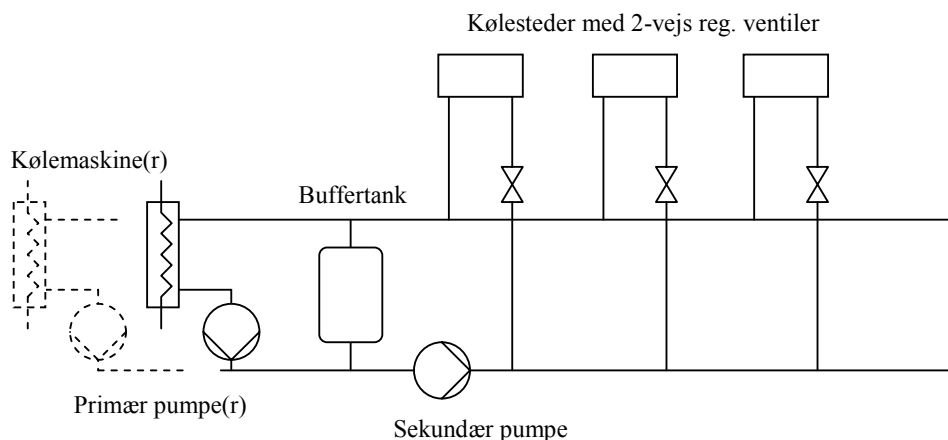 Kølesteder med 2-vejs reg. ventiler
Kølemaskine(r)
Buffertank
Primær pumpe(r)
Sekundær pumpe